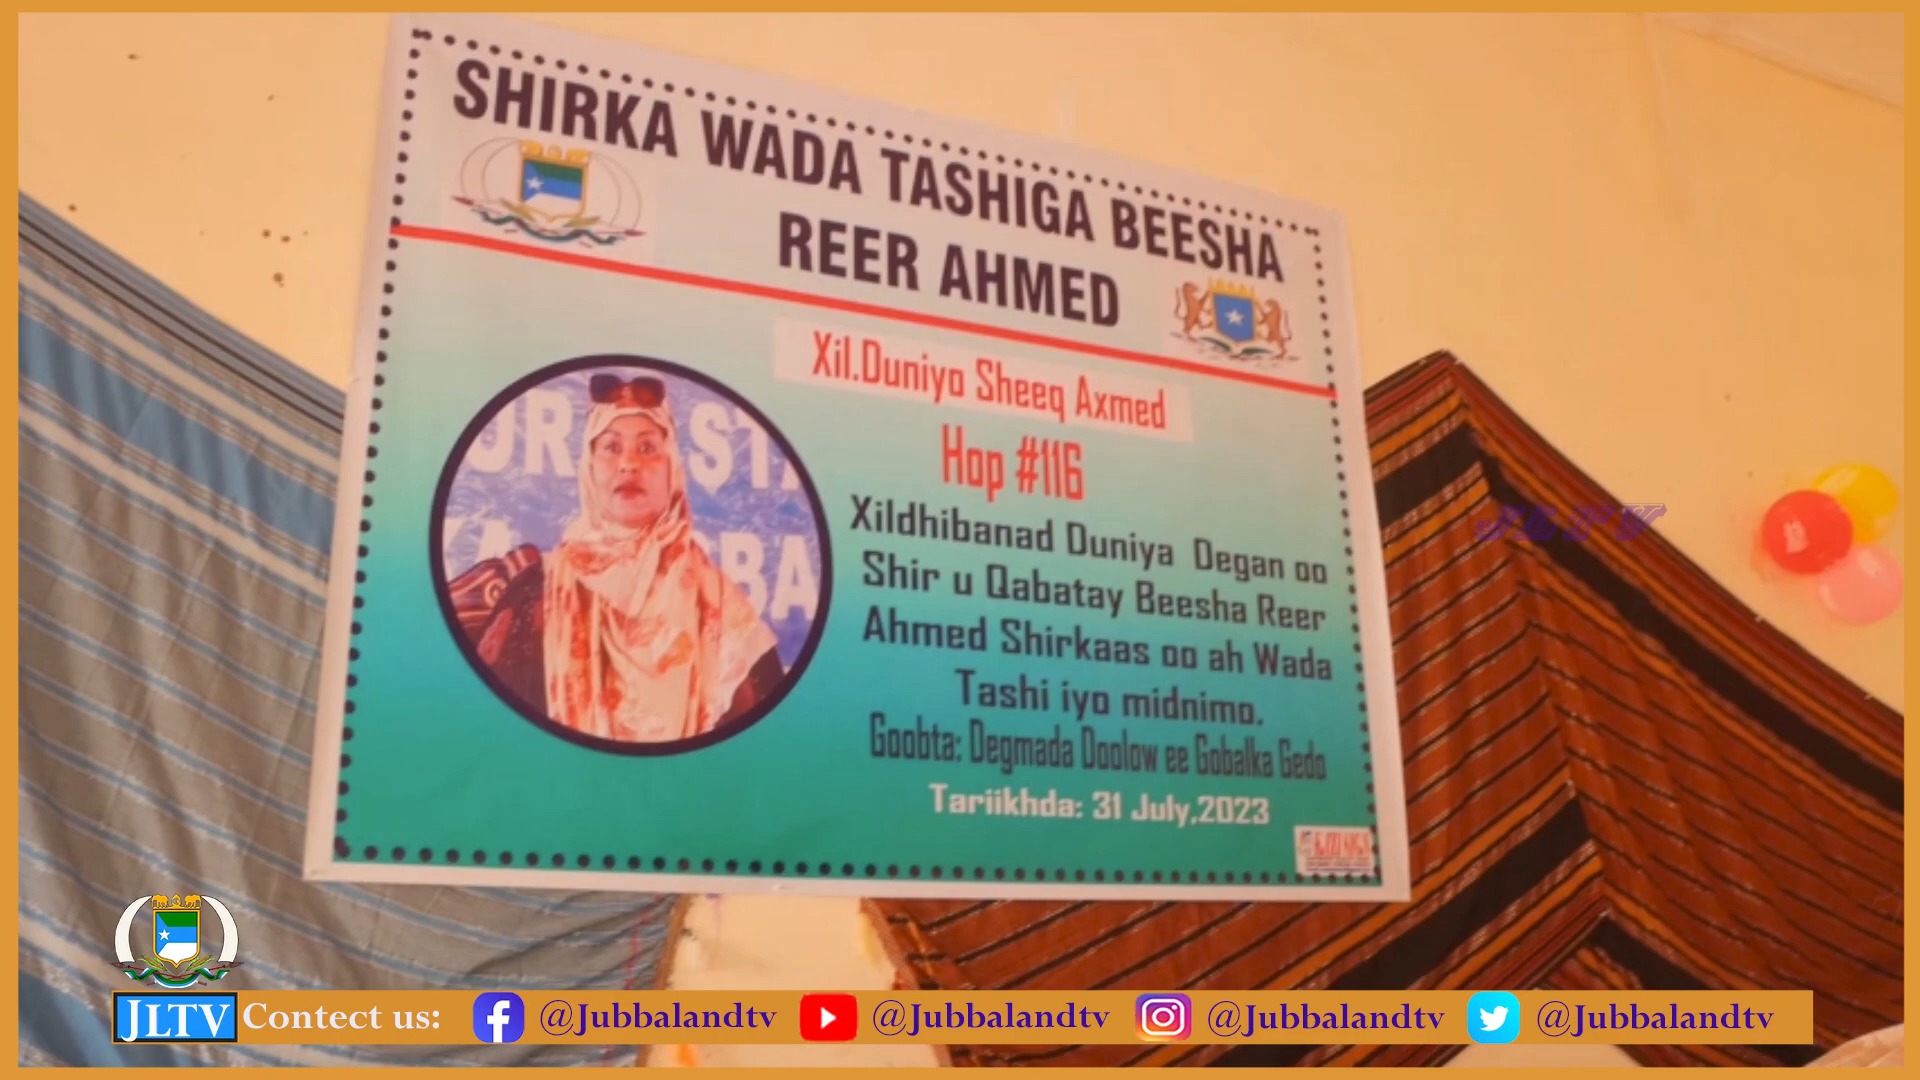 SHIRKA WADA TASHIGA BEESHA
REER AHMED
Xil.Duniyo Sheeq Axmed
Hop #116
Xildhibanad Duniya Degan oo
Shir u Qabatay Beesha Reer
Ahmed Shirkaas oo ah Wada
Tashi iyo midnimo.
Goobta: Degmada Doolow ee Gobalka Gedo
Tariikhda: 31 July,2023
JLTV
JLTV Contect us: @Jubbalandtv @Jubbalandtv @Jubbalandtv @Jubbalandtv